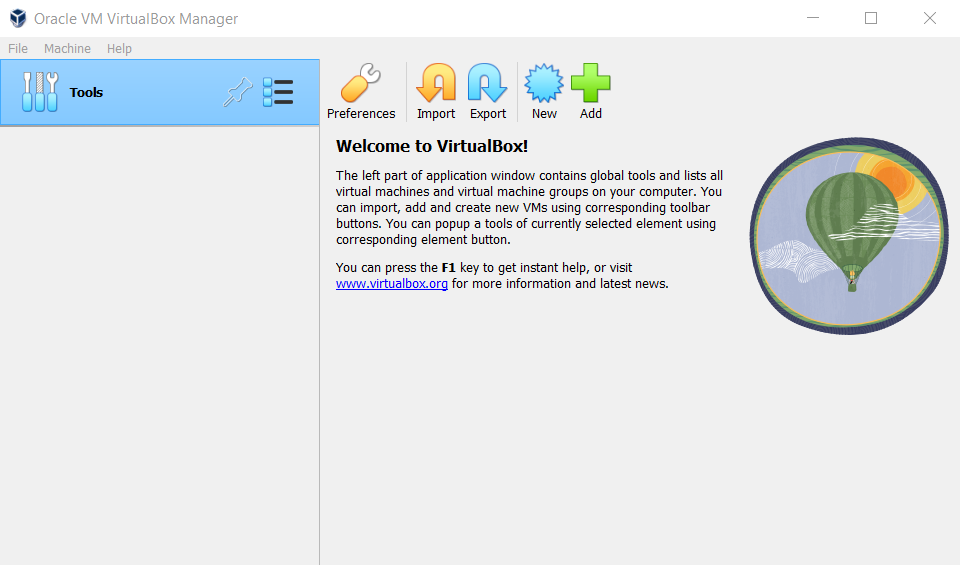 Oracle VM VirtualBox Manager
File Machine Help
Tools
Preferences Import Export New Add
Welcome to VirtualBox!
The left part of application window contains global tools and lists all
virtual machines and virtual machine groups on your computer. You
can import, add and create new VMs using corresponding toolbar
buttons. You can popup a tools of currently selected element using
corresponding element button.
You can press the F1 key to get instant help, or visit
www.virtualbox.org for more information and latest news.